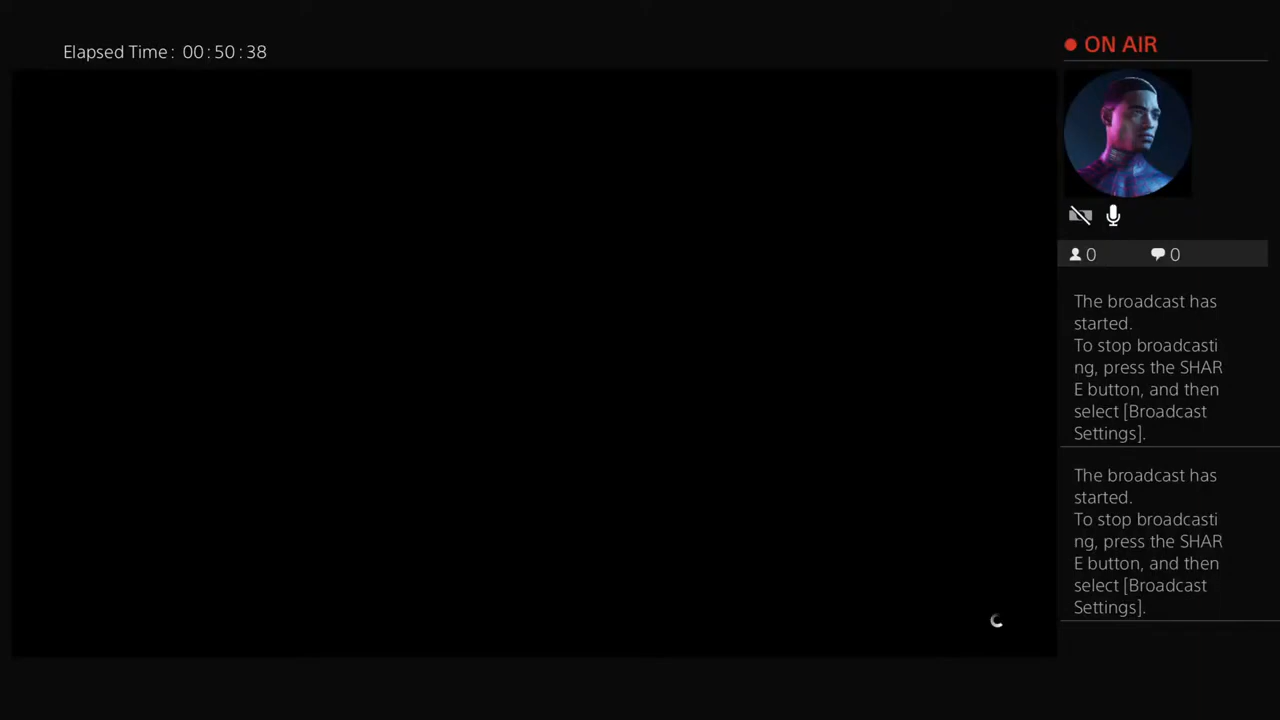 Elapsed Time: 00:50:38
ON AIR
0 0
The broadcast has
started.
To stop broadcasti
ng, press the SHAR
E button, and then
select [Broadcast
Settings].
The broadcast has
started.
To stop broadcasti
ng, press the SHAR
E button, and then
select [Broadcast
Settings].